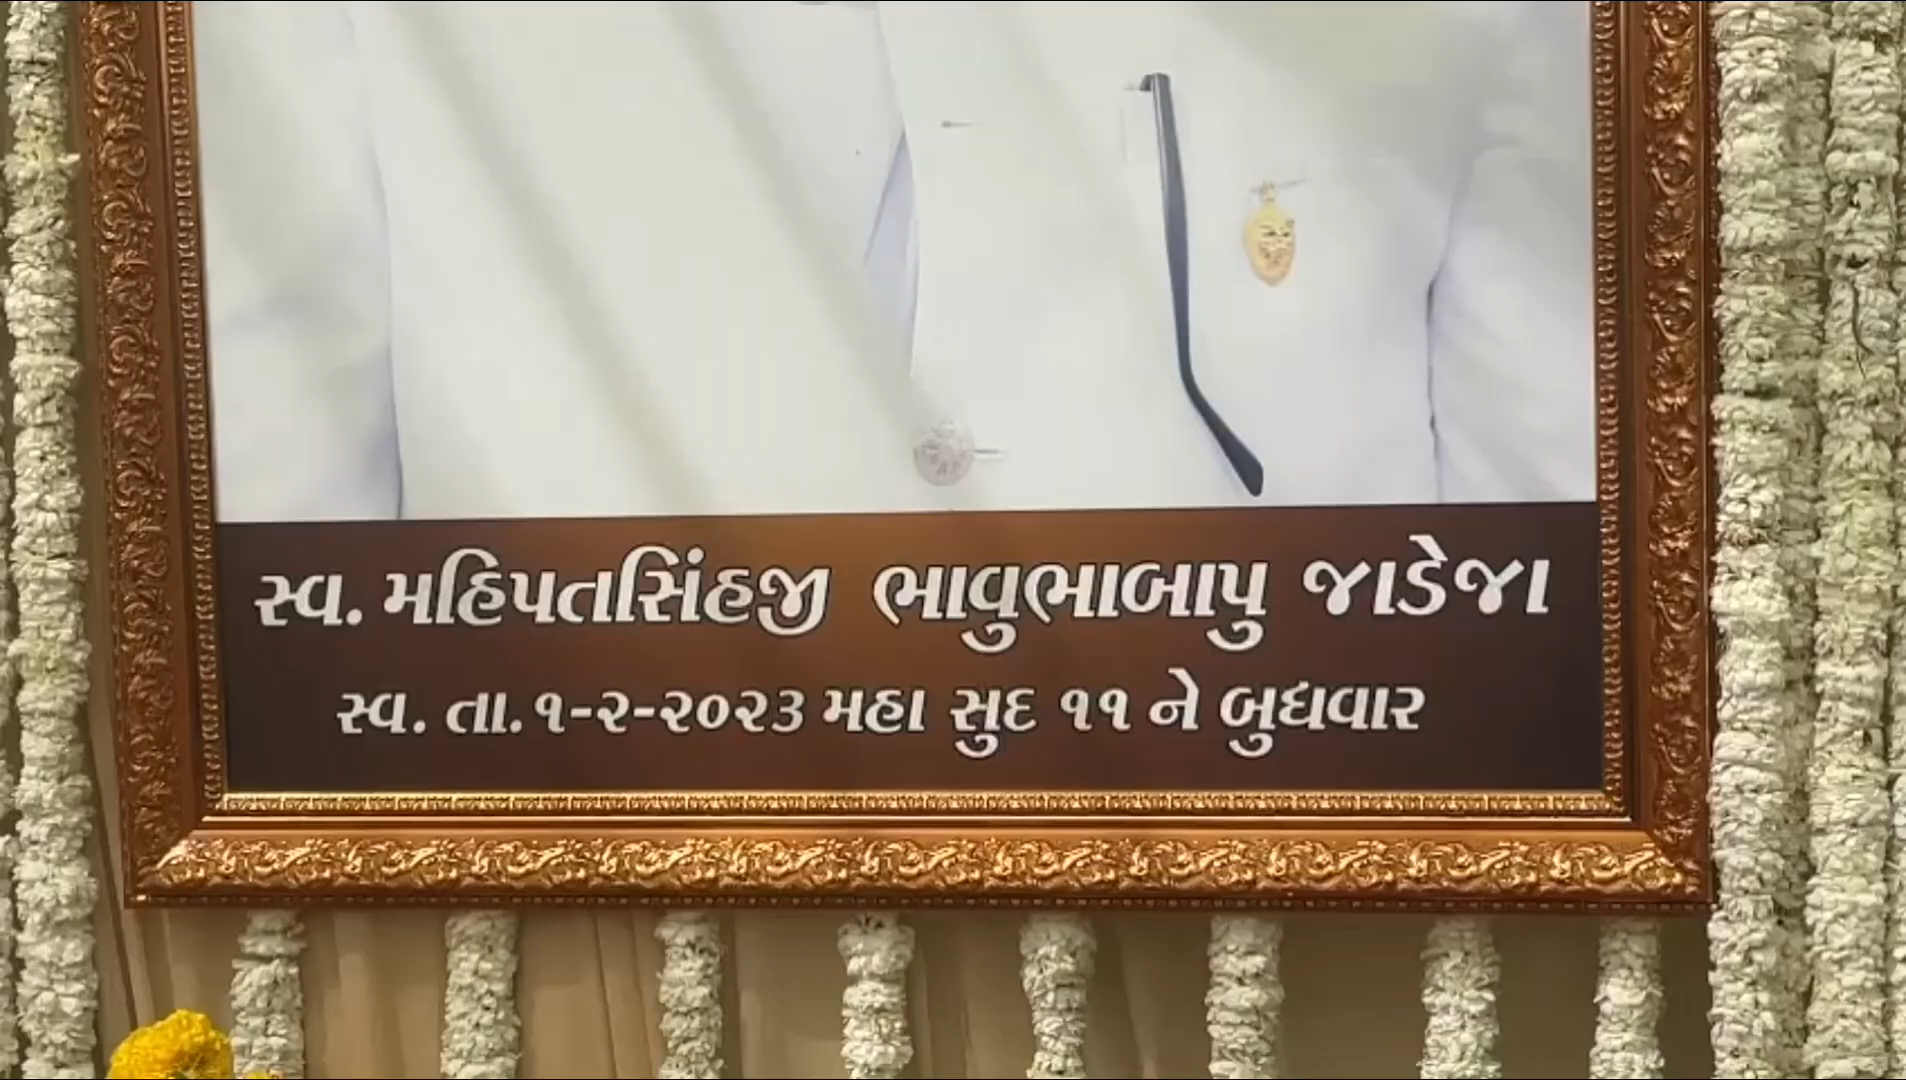 સ્વ. મહિપતસિંહજી ભાવુભાબાપુ જાડેજા
સ્વ. તા. ૧-૨-૨૦૨૩ મહા સુદ ૧૧ ને બુધવાર